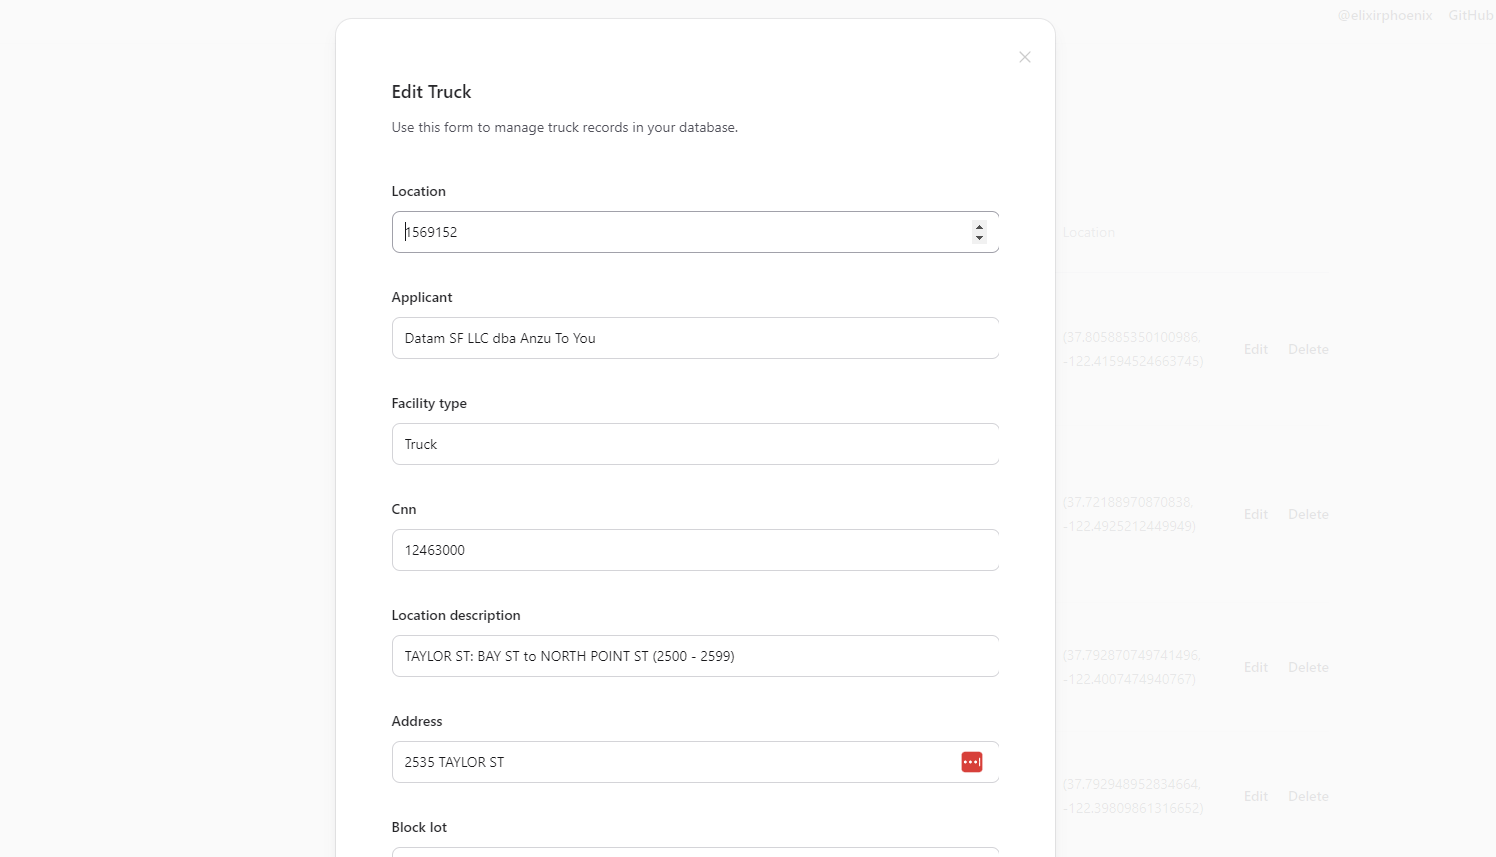 @elixirphoenix GitHub
Edit Truck
Use this form to manage truck records in your database.
Location
1569152
Applicant
Datam SF LLC dba Anzu To You
Facility type
Truck
Cnn
12463000
Location description
TAYLOR ST: BAY ST to NORTH POINT ST (2500 - 2599)
Address
2535 TAYLOR ST
Block lot
Location
(37.805885350100986,
-122.41594524663745)
Edit Delete
(37.72188970870838,
-122.4925212449949)
Edit Delete
(37.792870749741496,
-122.4007474940767)
Edit Delete
(37.792948952834664,
-122.39809861316652)
Edit Delete